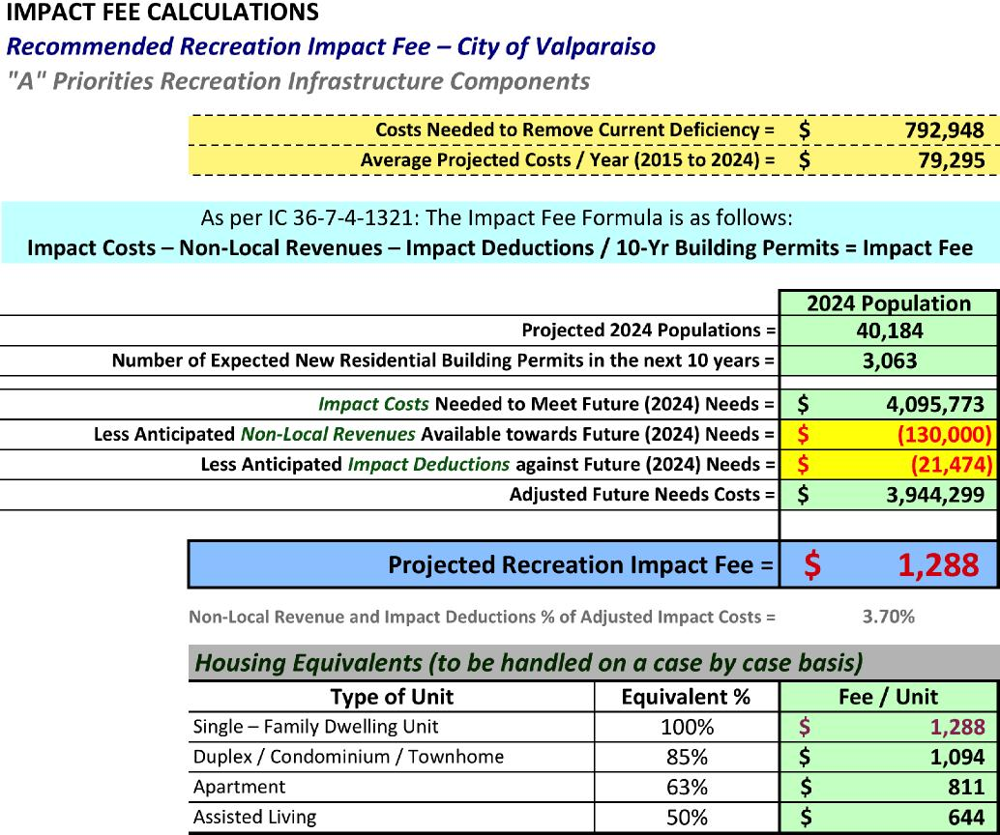 IMPACT FEE CALCULATIONS
Recommended Recreation Impact Fee – City of Valparaiso
"A" Priorities Recreation Infrastructure Components
Costs Needed to Remove Current Deficiency = $ 792,948
Average Projected Costs / Year (2015 to 2024) = $ 79,295
As per IC 36-7-4-1321: The Impact Fee Formula is as follows:
Impact Costs – Non-Local Revenues – Impact Deductions / 10-Yr Building Permits = Impact Fee
2024 Population
Projected 2024 Populations = 40,184
Number of Expected New Residential Building Permits in the next 10 years = 3,063
Impact Costs Needed to Meet Future (2024) Needs = $ 4,095,773
Less Anticipated Non-Local Revenues Available towards Future (2024) Needs = $ (130,000)
Less Anticipated Impact Deductions against Future (2024) Needs = $ (21,474)
Adjusted Future Needs Costs = $ 3,944,299
Projected Recreation Impact Fee = $ 1,288
Non-Local Revenue and Impact Deductions % of Adjusted Impact Costs = 3.70%
Housing Equivalents (to be handled on a case by case basis)
Type of Unit Equivalent % Fee / Unit
Single – Family Dwelling Unit 100% $ 1,288
Duplex / Condominium / Townhome 85% $ 1,094
Apartment 63% $ 811
Assisted Living 50% $ 644